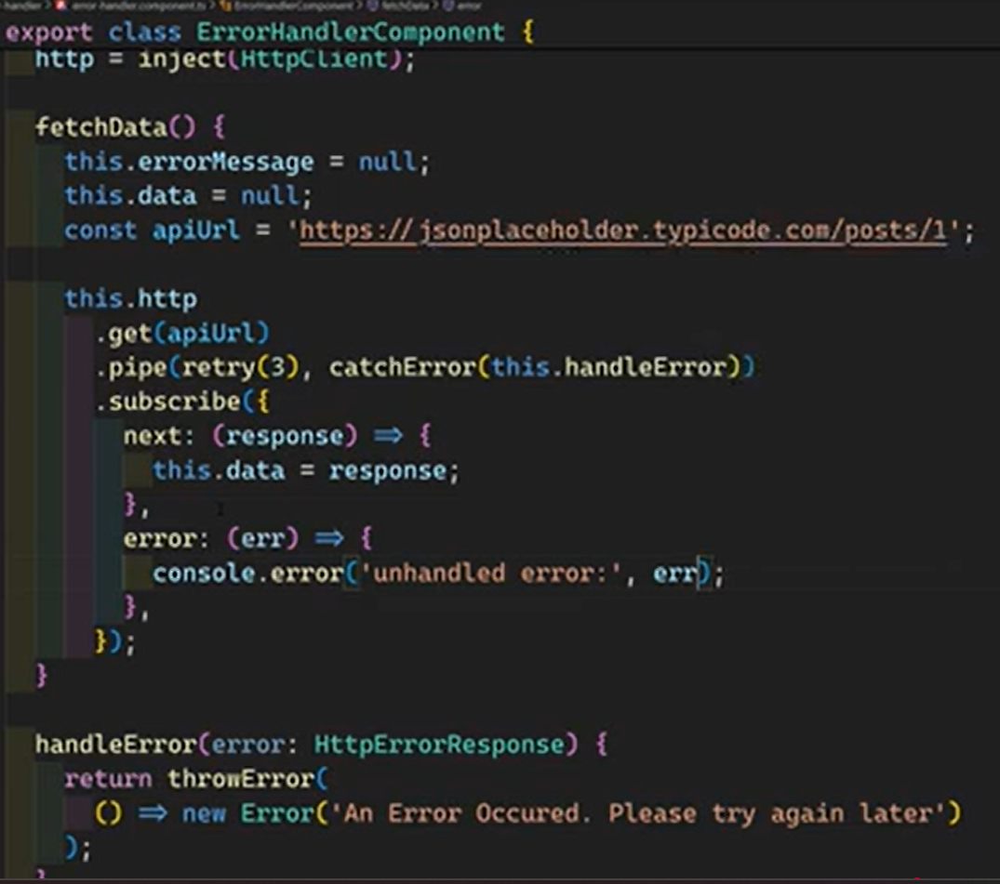 handler > error-handler.component.ts > ErrorHandlerComponent > fetchData > error
export class ErrorHandlerComponent {
http = inject(HttpClient);
fetchData() {
this.errorMessage = null;
this.data = null;
const apiUrl = 'https://jsonplaceholder.typicode.com/posts/1';
this.http
.get(apiUrl)
.pipe(retry(3), catchError(this.handleError))
.subscribe({
next: (response) => {
this.data = response;
},
error: (err) => {
console.error('unhandled error:', err);
},
});
}
handleError(error: HttpErrorResponse) {
return throwError(
() => new Error('An Error Occured. Please try again later')
);
}